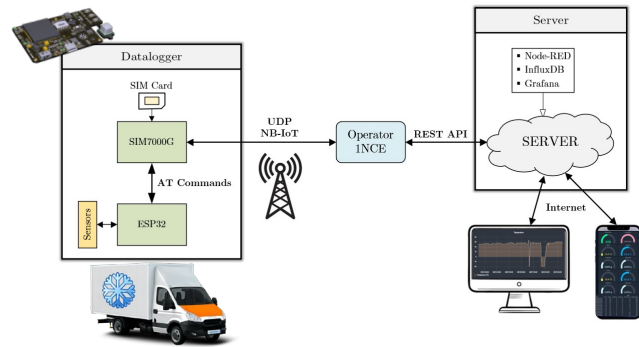 Server
Datalogger
▪ Node-RED
▪ InfluxDB
▪ Grafana
SIM Card
SIM7000G
UDP
NB-IoT
Operator
1NCE
REST API
SERVER
AT Commands
Sensors
ESP32
Internet